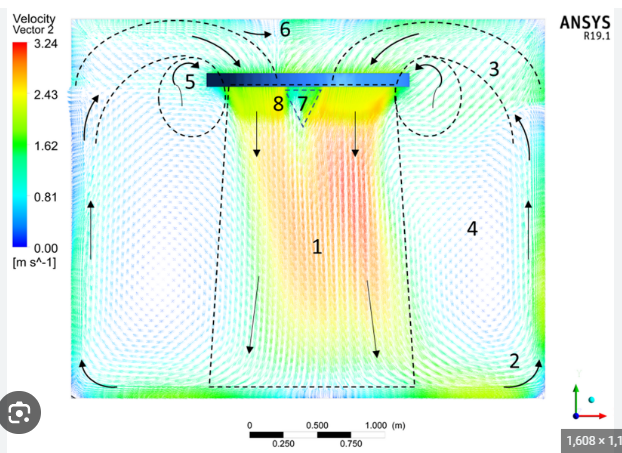 Velocity
Vector 2
3.24
2.43
1.62
0.81
0.00
[m s^-1]
ANSYS
R19.1
6
5
3
8
7
4
1
2
0
0.500
1.000
(m)
0.250
0.750
1,608 × 1,1